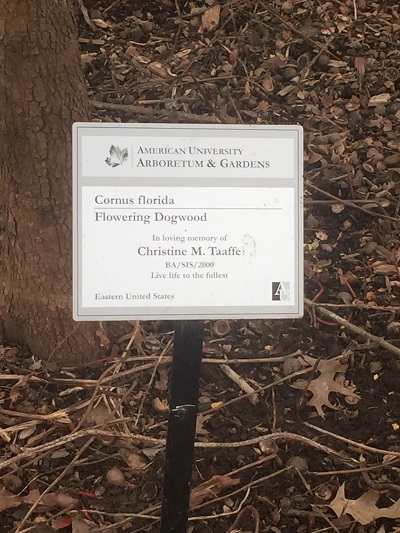 AMERICAN UNIVERSITY
ARBORETUM & GARDENS
Cornus florida
Flowering Dogwood
In loving memory of
Christine M. Taaffe
BA/SIS/2000
Live life to the fullest
Eastern United States
A